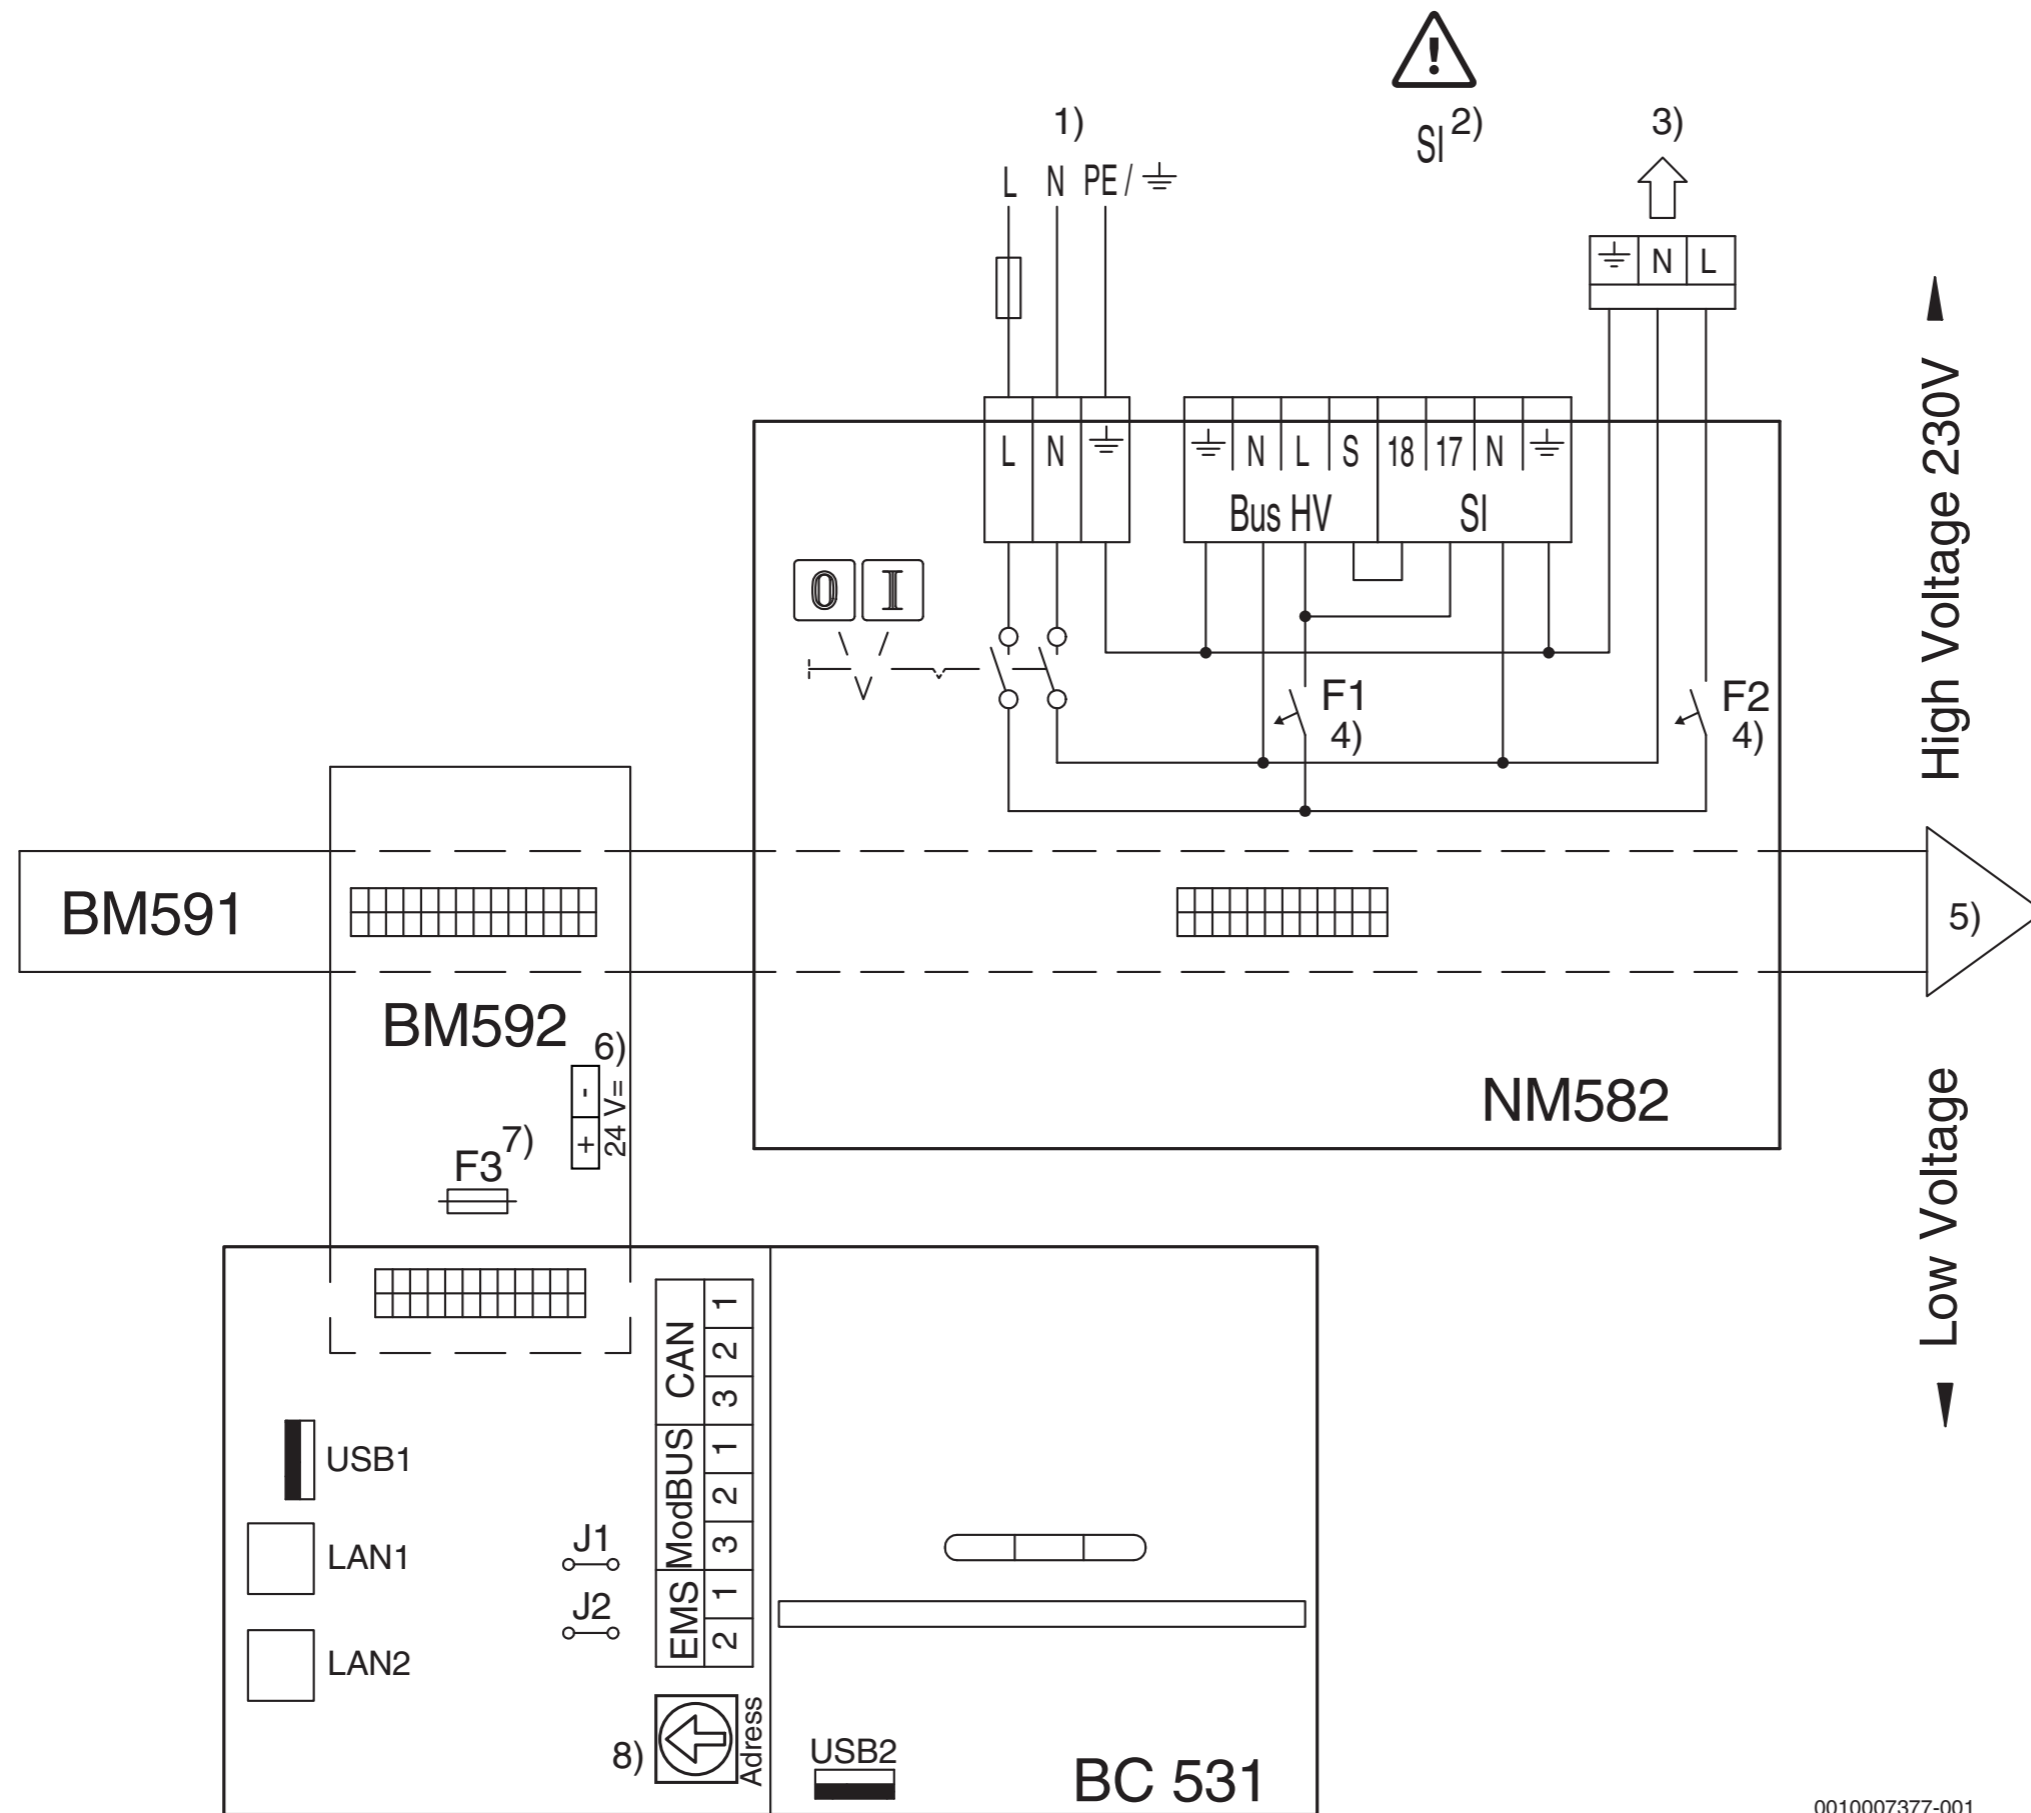 1)
SI 2)
3)
L N PE /
N L
High Voltage 230V
L N
N L S 18 17 N
Bus HV SI
0 I
F1
4)
F2
4)
BM591
5)
BM592
6)
- +
24 V=
NM582
F3 7)
Low Voltage
CAN 1 2 3
ModBUS 1 2 3
EMS 1 2
USB1
LAN1
J1
J2
LAN2
8)
Adress
USB2
BC 531
0010007377-001